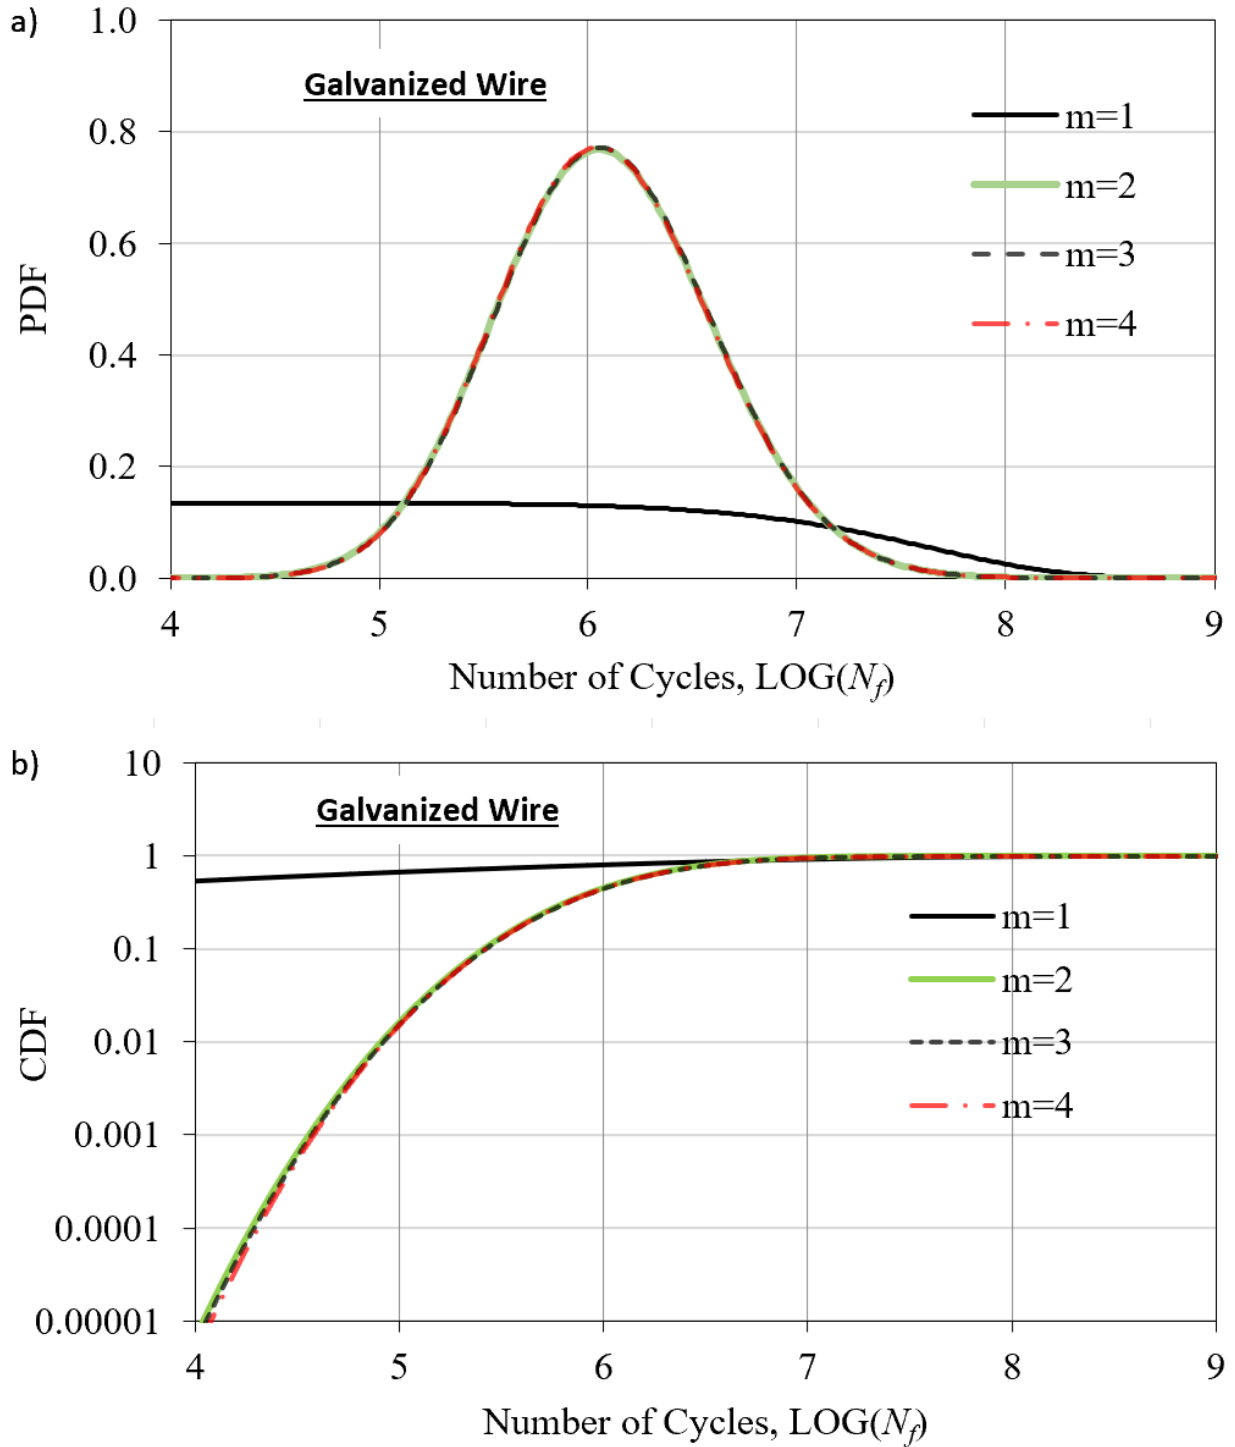 a)
1.0
Galvanized Wire
0.8
m=1
m=2
0.6
m=3
PDF
m=4
0.4
0.2
0.0
4 5 6 7 8 9
Number of Cycles, LOG(Nf)
b)
10
Galvanized Wire
1
m=1
0.1
m=2
CDF
0.01
m=3
m=4
0.001
0.0001
0.00001
4 5 6 7 8 9
Number of Cycles, LOG(Nf)